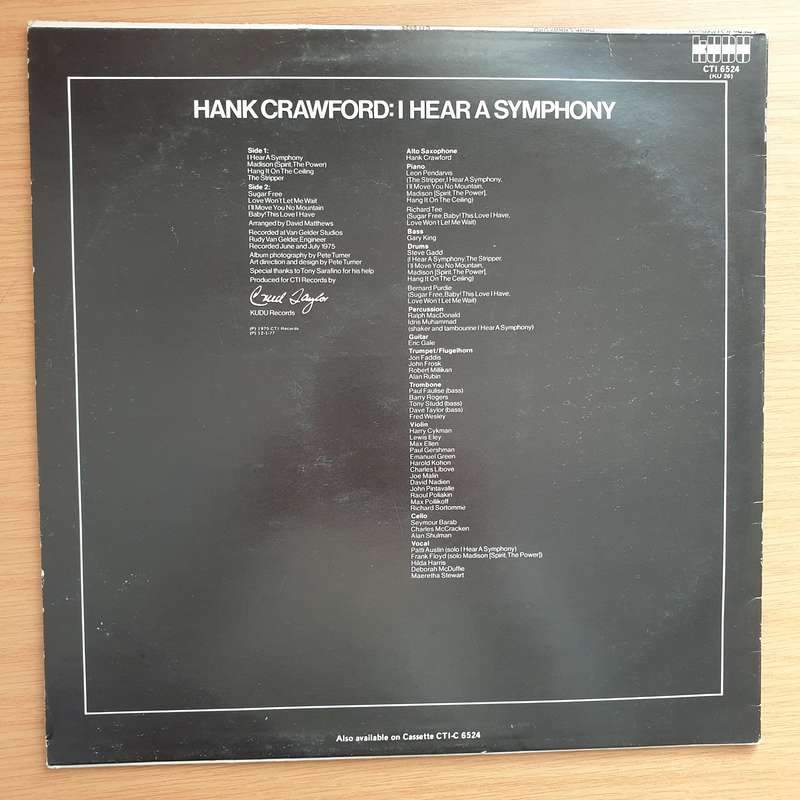 KUDU
CTI 6524
(KU 26)
HANK CRAWFORD: I HEAR A SYMPHONY
Side 1:
I Hear A Symphony
Madison (Spirit, The Power)
Hang It On The Ceiling
The Stripper
Side 2:
Sugar Free
Love Won't Let Me Wait
I'll Move You No Mountain
Baby! This Love I Have
Arranged by David Matthews
Recorded at Van Gelder Studios
Rudy Van Gelder, Engineer
Recorded June and July 1975
Album photography by Pete Turner
Art direction and design by Pete Turner
Special thanks to Tony Sarafino for his help
Produced for CTI Records by
Creed Taylor
KUDU Records
(P) 1975 CTI Records
(P) 12-1-77
Alto Saxophone
Hank Crawford
Piano
Leon Pendarvis
(The Stripper, I Hear A Symphony,
I'll Move You No Mountain,
Madison [Spirit, The Power],
Hang It On The Ceiling)
Richard Tee
(Sugar Free, Baby! This Love I Have,
Love Won't Let Me Wait)
Bass
Gary King
Drums
Steve Gadd
(I Hear A Symphony, The Stripper,
I'll Move You No Mountain,
Madison [Spirit, The Power],
Hang It On The Ceiling)
Bernard Purdie
(Sugar Free, Baby! This Love I Have,
Love Won't Let Me Wait)
Percussion
Ralph MacDonald
Idris Muhammad
(shaker and tambourine I Hear A Symphony)
Guitar
Eric Gale
Trumpet/Flugelhorn
Jon Faddis
John Frosk
Robert Millikan
Alan Rubin
Trombone
Paul Faulise (bass)
Barry Rogers
Tony Studd (bass)
Dave Taylor (bass)
Fred Wesley
Violin
Harry Cykman
Lewis Eley
Max Ellen
Paul Gershman
Emanuel Green
Harold Kohon
Charles Libove
Joe Malin
David Nadien
John Pintavalle
Raoul Poliakin
Max Pollikoff
Richard Sortomme
Cello
Seymour Barab
Charles McCracken
Alan Shulman
Vocal
Patti Austin (solo I Hear A Symphony)
Frank Floyd (solo Madison [Spirit, The Power])
Hilda Harris
Deborah McDuffie
Maeretha Stewart
Also available on Cassette CTI-C 6524